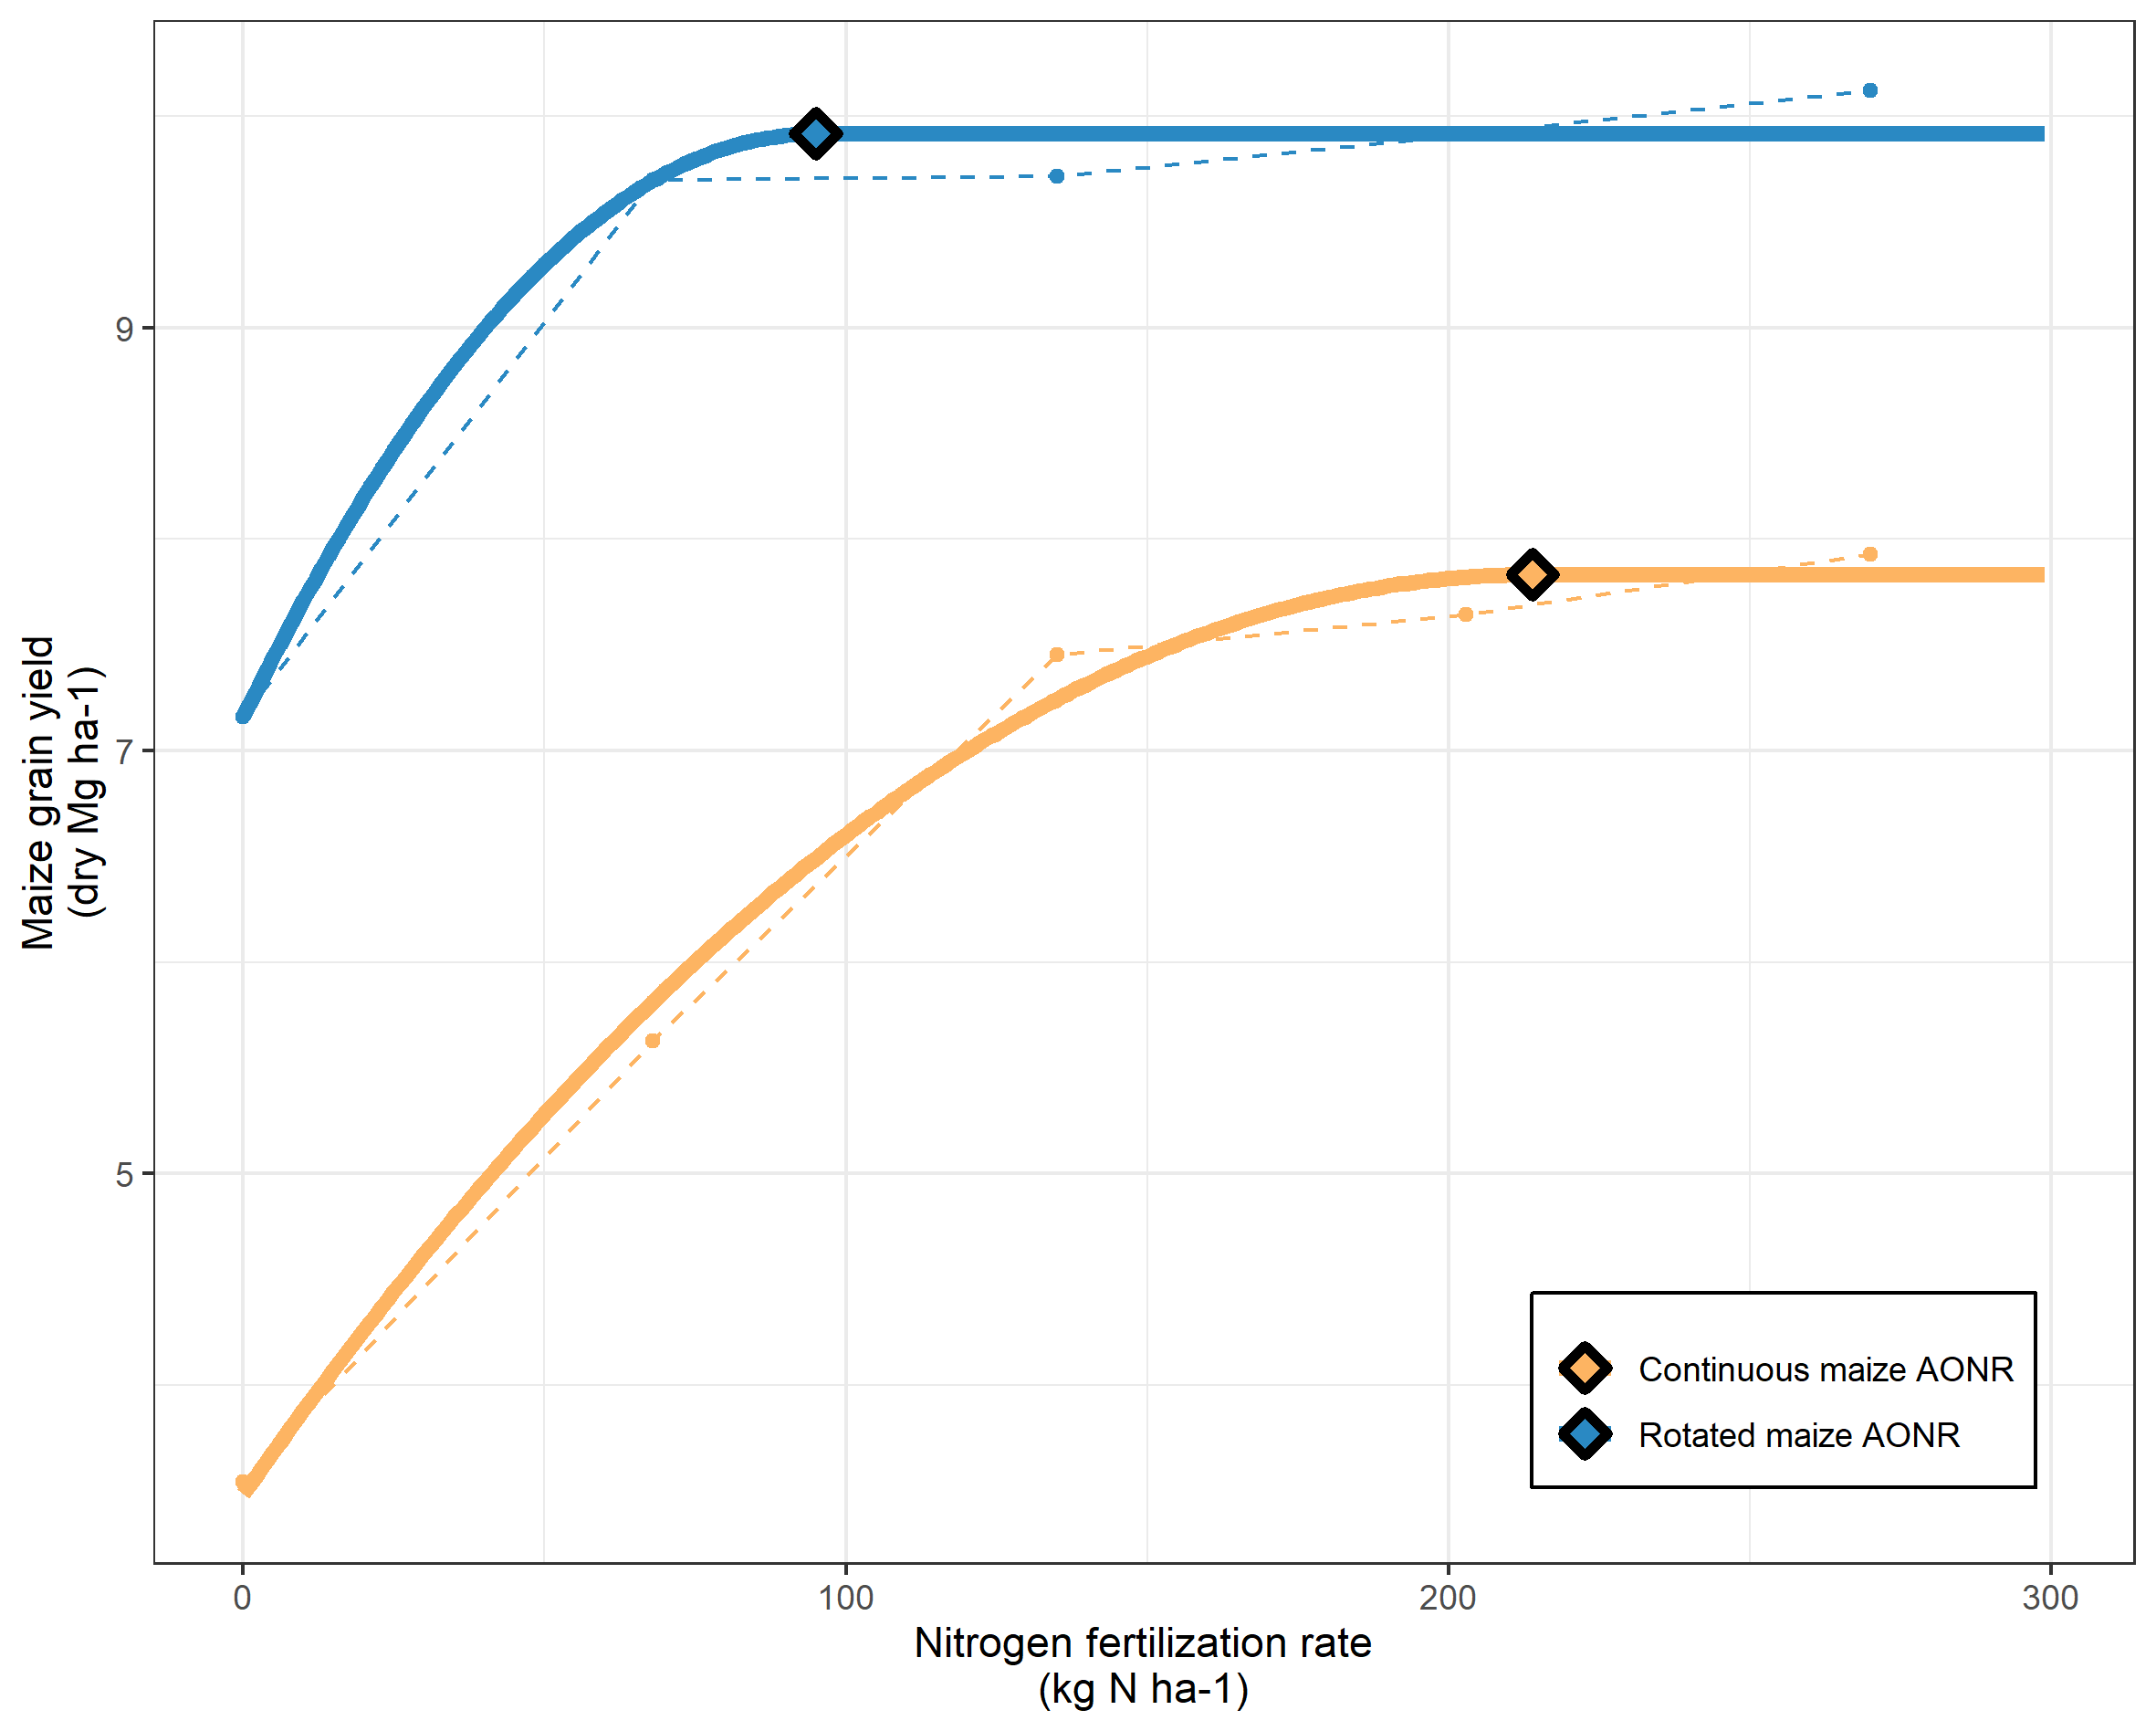 Maize grain yield
(dry Mg ha-1)
9
7
5
0
100
200
300
Nitrogen fertilization rate
(kg N ha-1)
Continuous maize AONR
Rotated maize AONR